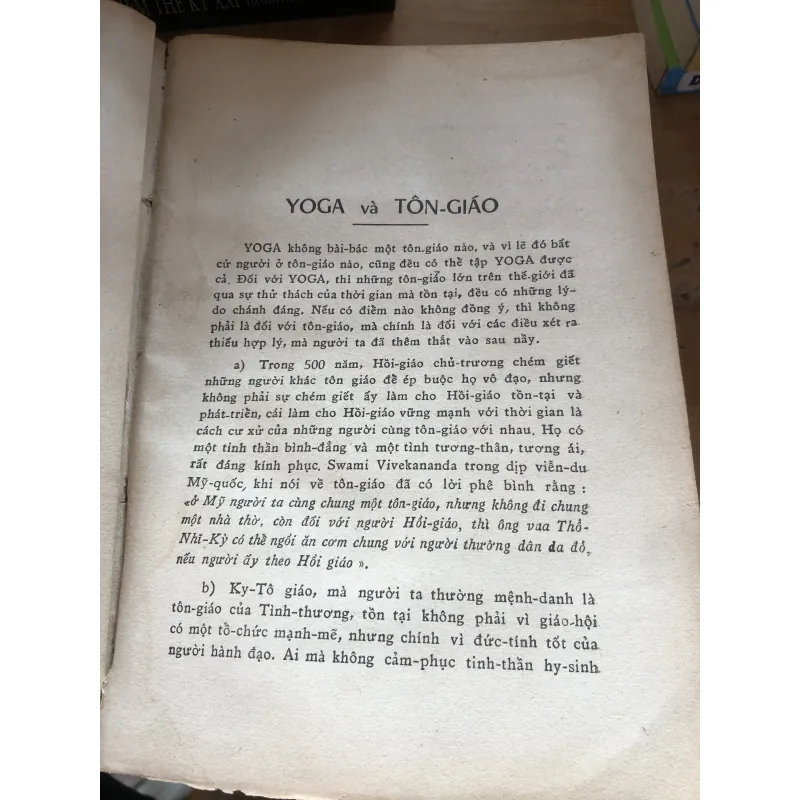 THẾ KỶ XXI
D
YOGA và TÔN-GIÁO
YOGA không bài-bác một tôn-giáo nào, và vì lẽ đó bất
cứ người ở tôn-giáo nào, cũng đều có thể tập YOGA được
cả. Đối với YOGA, thì những tôn-giáo lớn trên thế-giới đã
qua sự thử thách của thời gian mà tồn tại, đều có những lý-
do chánh đáng. Nếu có điểm nào không đồng ý, thì không
phải là đối với tôn-giáo, mà chính là đối với các điều xét ra
thiếu hợp lý, mà người ta đã thêm thắt vào sau nầy.
a) Trong 500 năm, Hồi-giáo chủ-trương chém giết
những người khác tôn giáo để ép buộc họ vô đạo, nhưng
không phải sự chém giết ấy làm cho Hồi-giáo tồn-tại và
phát-triển, cái làm cho Hồi-giáo vững mạnh với thời gian là
cách cư xử của những người cùng tôn-giáo với nhau. Họ có
một tinh thần bình-đẳng và một tình tương-thân, tương ái,
rất đáng kính phục. Swami Vivekananda trong dịp viễn-du
Mỹ-quốc, khi nói về tôn-giáo đã có lời phê bình rằng :
«ở Mỹ người ta cùng chung một tôn-giáo, nhưng không đi chung
một nhà thờ, còn đối với người Hồi-giáo, thì ông vua Thổ-
Nhĩ-Kỳ có thể ngồi ăn cơm chung với người thường dân da đỏ,
nếu người ấy theo Hồi giáo ».
b) Ky-Tô giáo, mà người ta thường mệnh-danh là
tôn-giáo của Tình-thương, tồn tại không phải vì giáo-hội
có một tổ-chức mạnh-mẽ, nhưng chính vì đức-tính tốt của
người hành đạo. Ai mà không cảm-phục tinh-thần hy-sinh